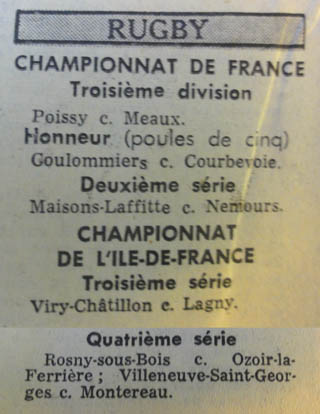 RUGBY
CHAMPIONNAT DE FRANCE
Troisième division
Poissy c. Meaux.
Honneur (poules de cinq)
Coulommiers c. Courbevoie.
Deuxième série
Maisons-Laffitte c. Nemours.
CHAMPIONNAT
DE L'ILE-DE-FRANCE
Troisième série
Viry-Châtillon c. Lagny.
Quatrième série
Rosny-sous-Bois c. Ozoir-la-
Ferrière ; Villeneuve-Saint-Geor-
ges c. Montereau.